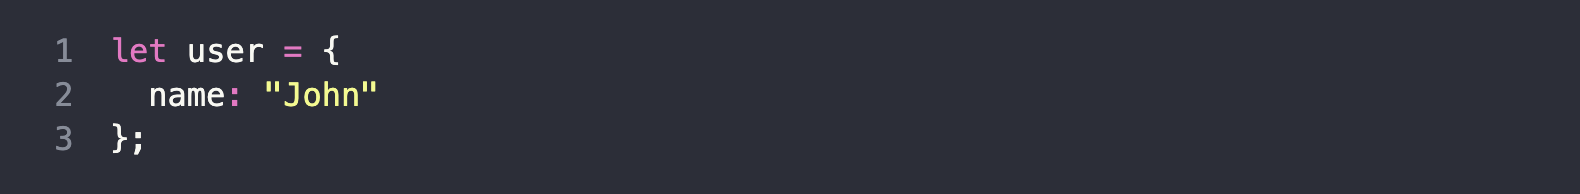 1 let user = {
2   name: "John"
3 };